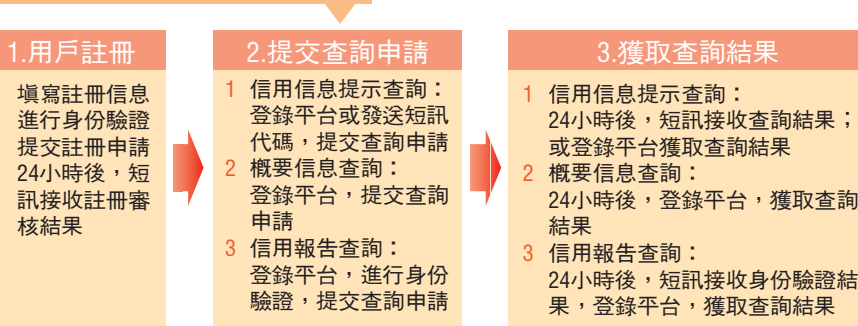 1.用戶註冊
填寫註冊信息
進行身份驗證
提交註冊申請
24小時後，短
訊接收註冊審
核結果
2.提交查詢申請
1 信用信息提示查詢：
登錄平台或發送短訊
代碼，提交查詢申請
2 概要信息查詢：
登錄平台，提交查詢
申請
3 信用報告查詢：
登錄平台，進行身份
驗證，提交查詢申請
3.獲取查詢結果
1 信用信息提示查詢：
24小時後，短訊接收查詢結果；
或登錄平台獲取查詢結果
2 概要信息查詢：
24小時後，登錄平台，獲取查詢
結果
3 信用報告查詢：
24小時後，短訊接收身份驗證結
果，登錄平台，獲取查詢結果